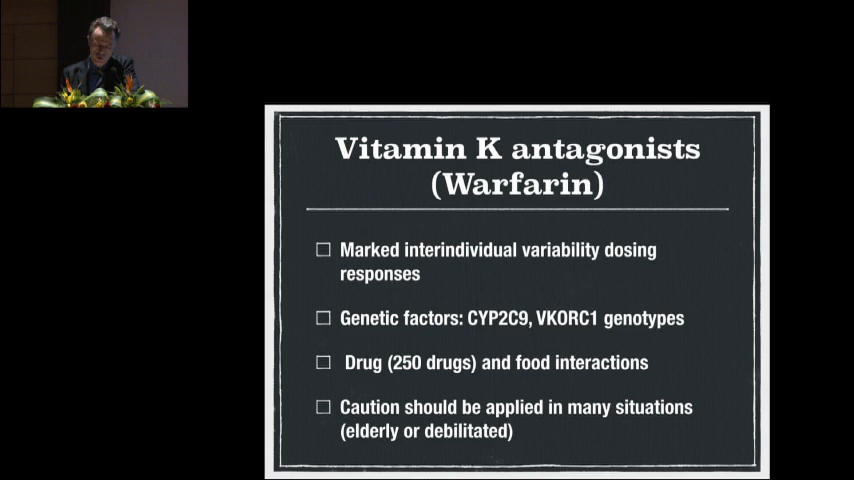 Vitamin K antagonists
(Warfarin)
Marked interindividual variability dosing
responses
Genetic factors: CYP2C9, VKORC1 genotypes
Drug (250 drugs) and food interactions
Caution should be applied in many situations
(elderly or debilitated)